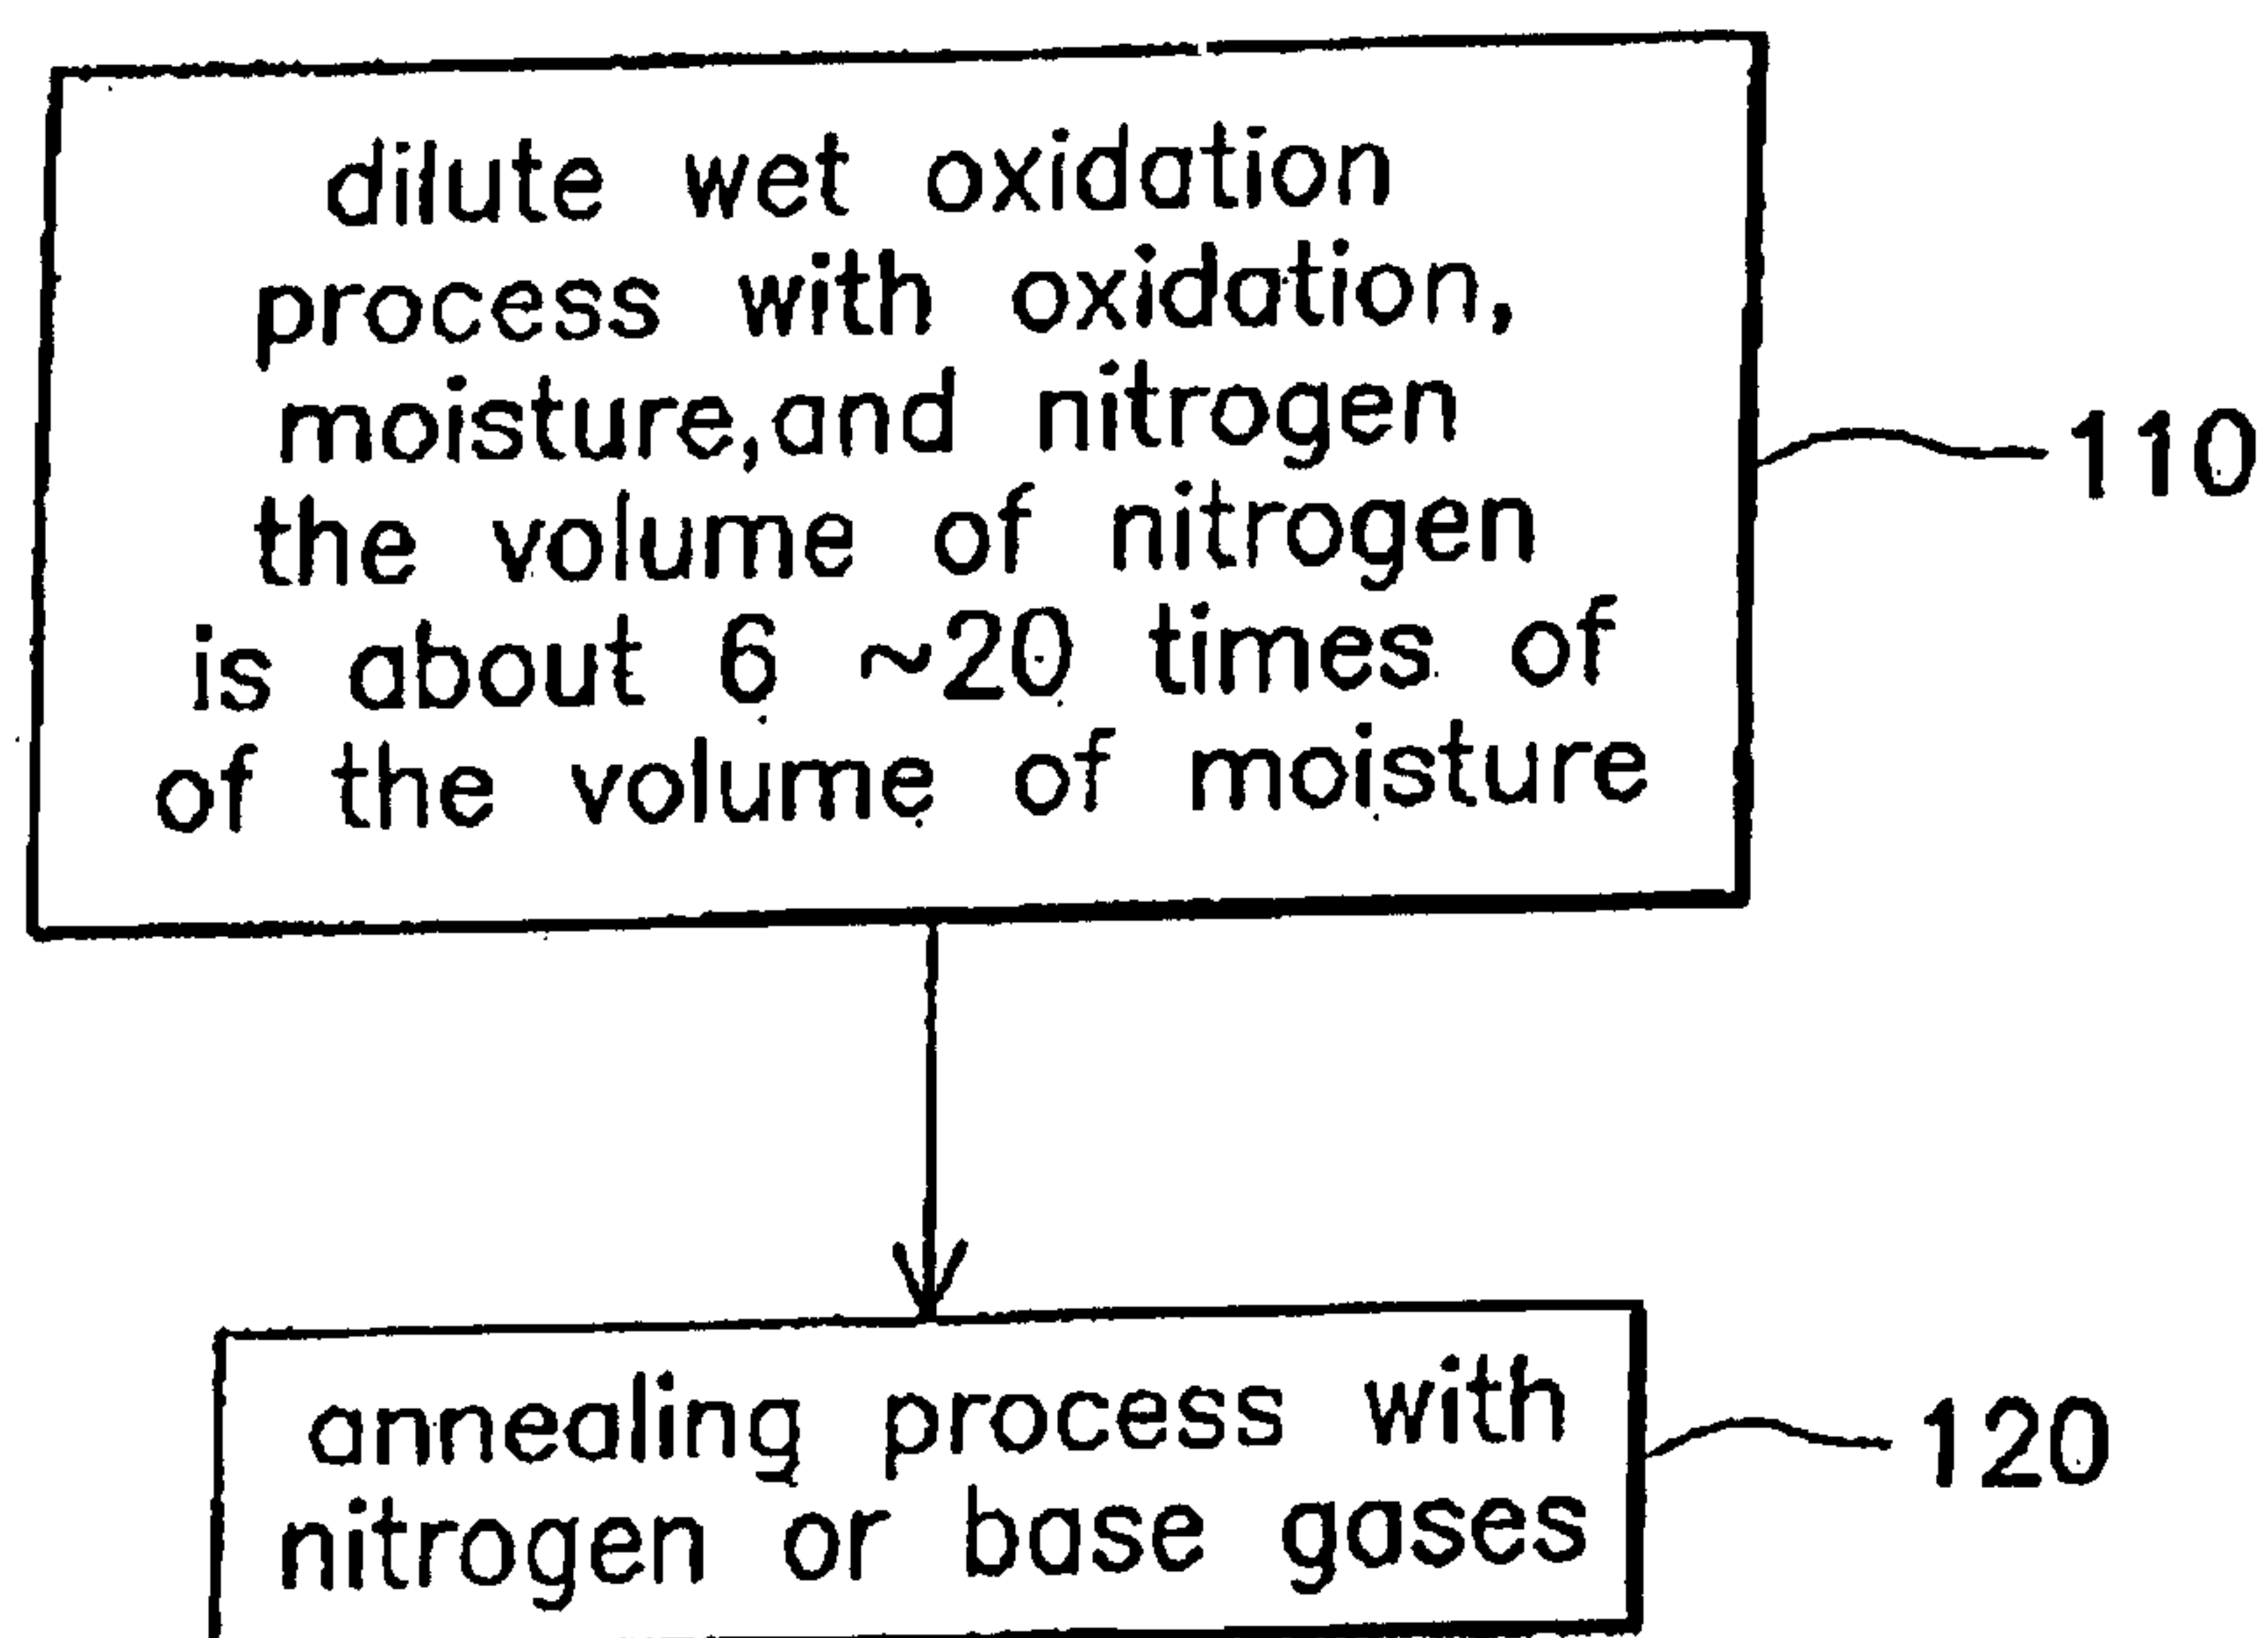 dilute wet oxidation
process with oxidation,
moisture,and nitrogen
the volume of nitrogen
is about 6 ~20 times of
of the volume of moisture
110
annealing process with
nitrogen or base gases
120